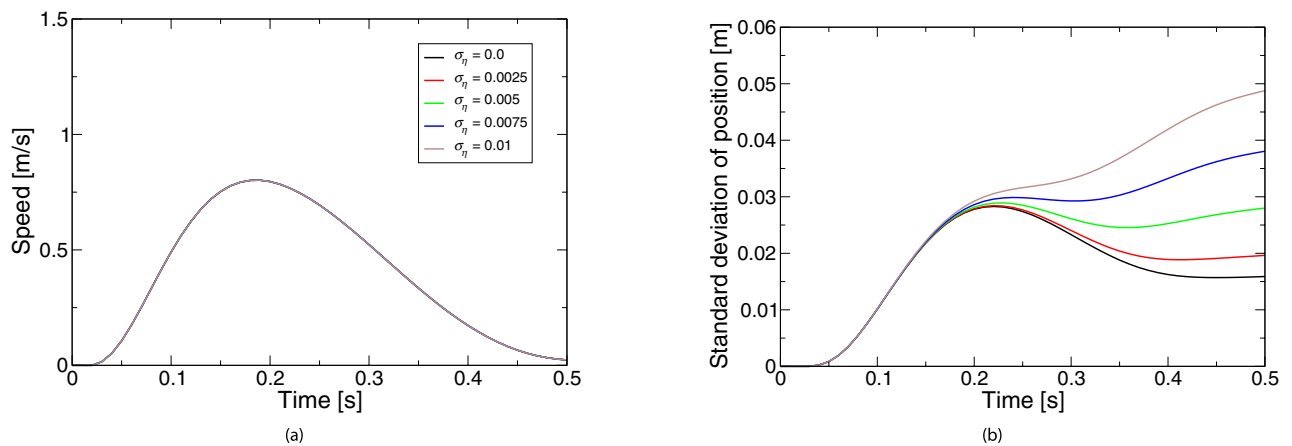 Speed [m/s]
1.5
1
0.5
0
σ_η = 0.0
σ_η = 0.0025
σ_η = 0.005
σ_η = 0.0075
σ_η = 0.01
0 0.1 0.2 0.3 0.4 0.5
Time [s]
(a)
Standard deviation of position [m]
0.06
0.05
0.04
0.03
0.02
0.01
0
0 0.1 0.2 0.3 0.4 0.5
Time [s]
(b)